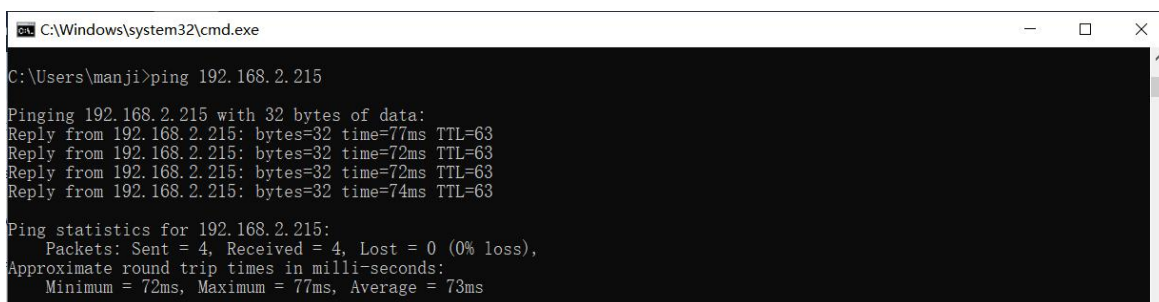 C:\Windows\system32\cmd.exe
C:\Users\manji>ping 192.168.2.215
Pinging 192.168.2.215 with 32 bytes of data:
Reply from 192.168.2.215: bytes=32 time=77ms TTL=63
Reply from 192.168.2.215: bytes=32 time=72ms TTL=63
Reply from 192.168.2.215: bytes=32 time=72ms TTL=63
Reply from 192.168.2.215: bytes=32 time=74ms TTL=63
Ping statistics for 192.168.2.215:
    Packets: Sent = 4, Received = 4, Lost = 0 (0% loss),
Approximate round trip times in milli-seconds:
    Minimum = 72ms, Maximum = 77ms, Average = 73ms